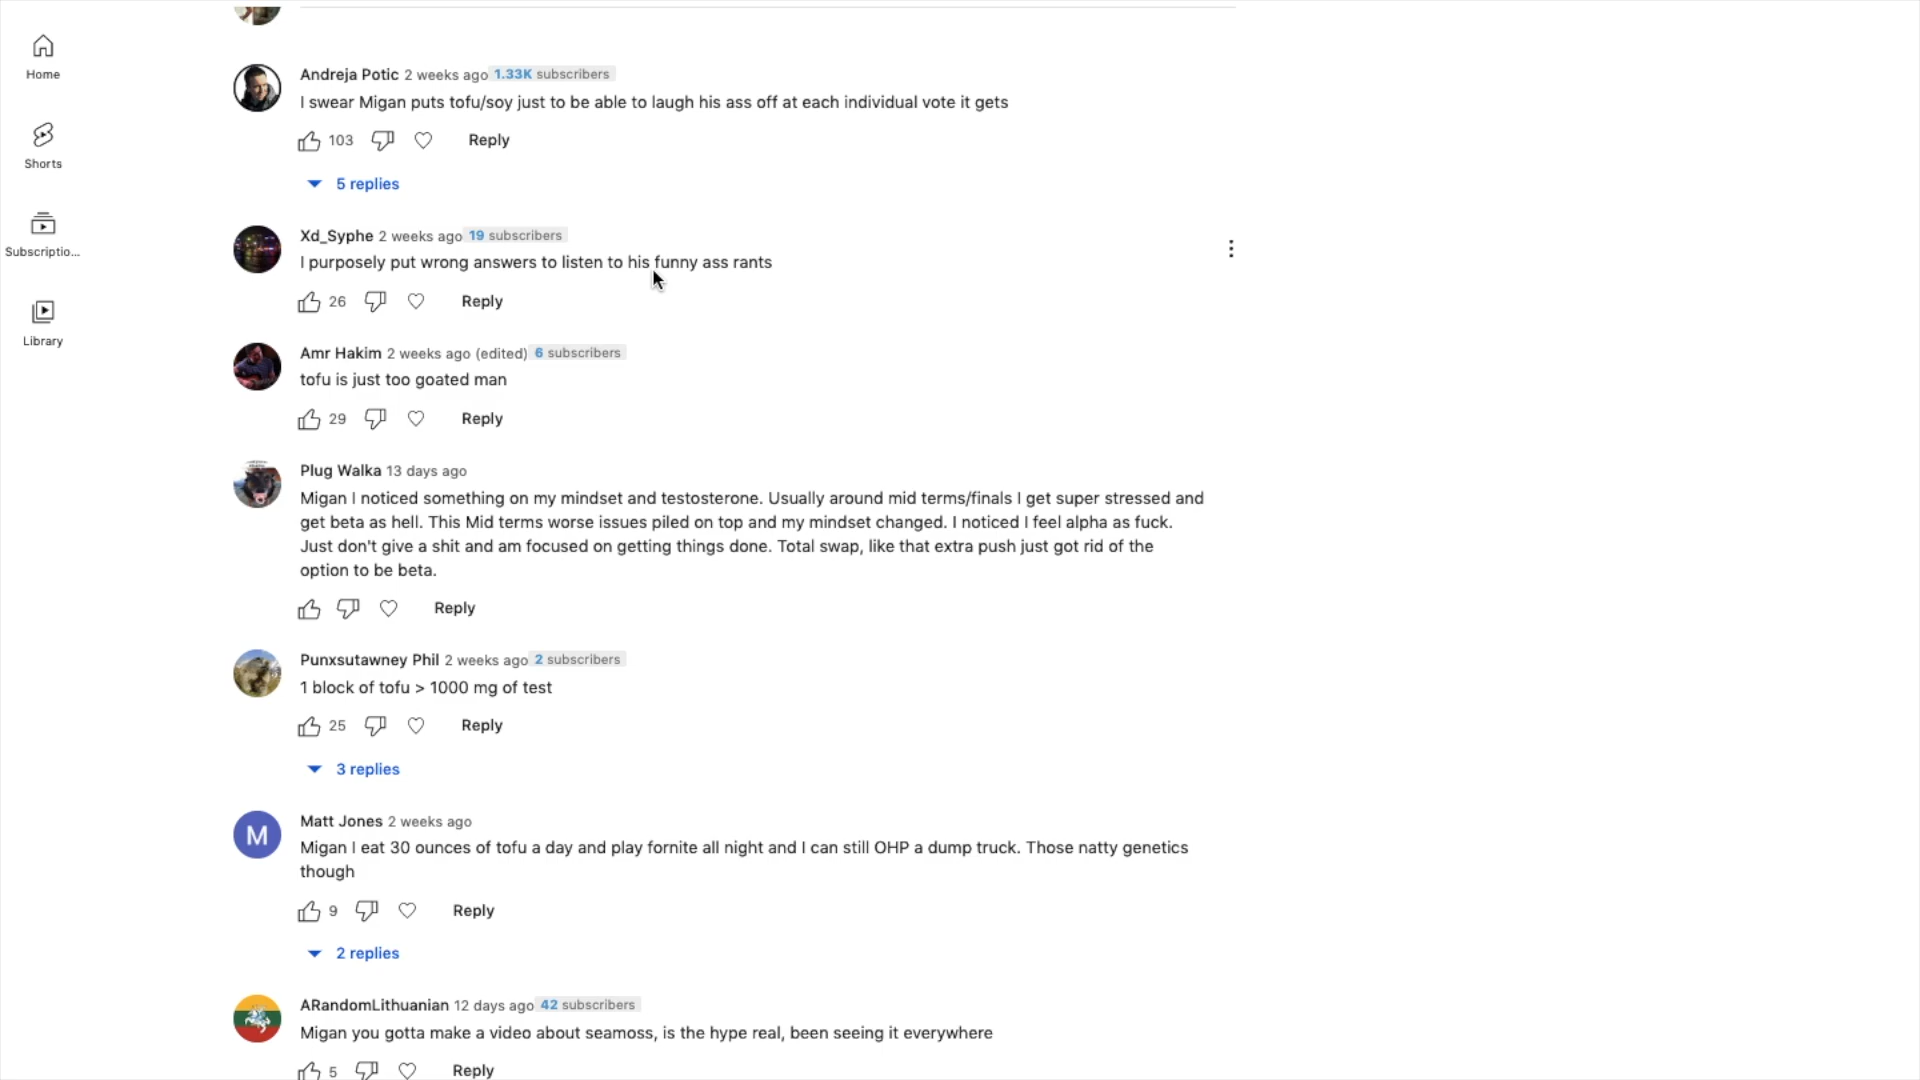 Home
Shorts
Subscriptio...
Library
Andreja Potic 2 weeks ago 1.33K subscribers
I swear Migan puts tofu/soy just to be able to laugh his ass off at each individual vote it gets
103 Reply
5 replies
Xd_Syphe 2 weeks ago 19 subscribers
I purposely put wrong answers to listen to his funny ass rants
26 Reply
Amr Hakim 2 weeks ago (edited) 6 subscribers
tofu is just too goated man
29 Reply
Plug Walka 13 days ago
Migan I noticed something on my mindset and testosterone. Usually around mid terms/finals I get super stressed and
get beta as hell. This Mid terms worse issues piled on top and my mindset changed. I noticed I feel alpha as fuck.
Just don't give a shit and am focused on getting things done. Total swap, like that extra push just got rid of the
option to be beta.
Reply
Punxsutawney Phil 2 weeks ago 2 subscribers
1 block of tofu > 1000 mg of test
25 Reply
3 replies
M
Matt Jones 2 weeks ago
Migan I eat 30 ounces of tofu a day and play fornite all night and I can still OHP a dump truck. Those natty genetics
though
9 Reply
2 replies
ARandomLithuanian 12 days ago 42 subscribers
Migan you gotta make a video about seamoss, is the hype real, been seeing it everywhere
5 Reply